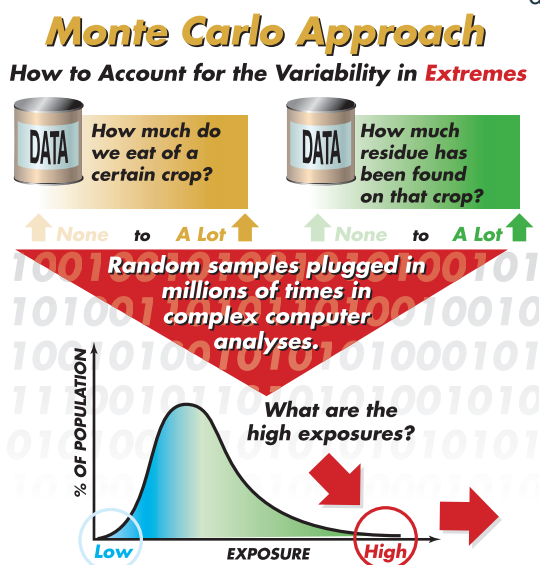 Monte Carlo Approach
How to Account for the Variability in Extremes
DATA
How much do
we eat of a
certain crop?
DATA
How much
residue has
been found
on that crop?
None to A Lot
None to A Lot
Random samples plugged in
millions of times in
complex computer
analyses.
% OF POPULATION
What are the
high exposures?
Low
EXPOSURE
High